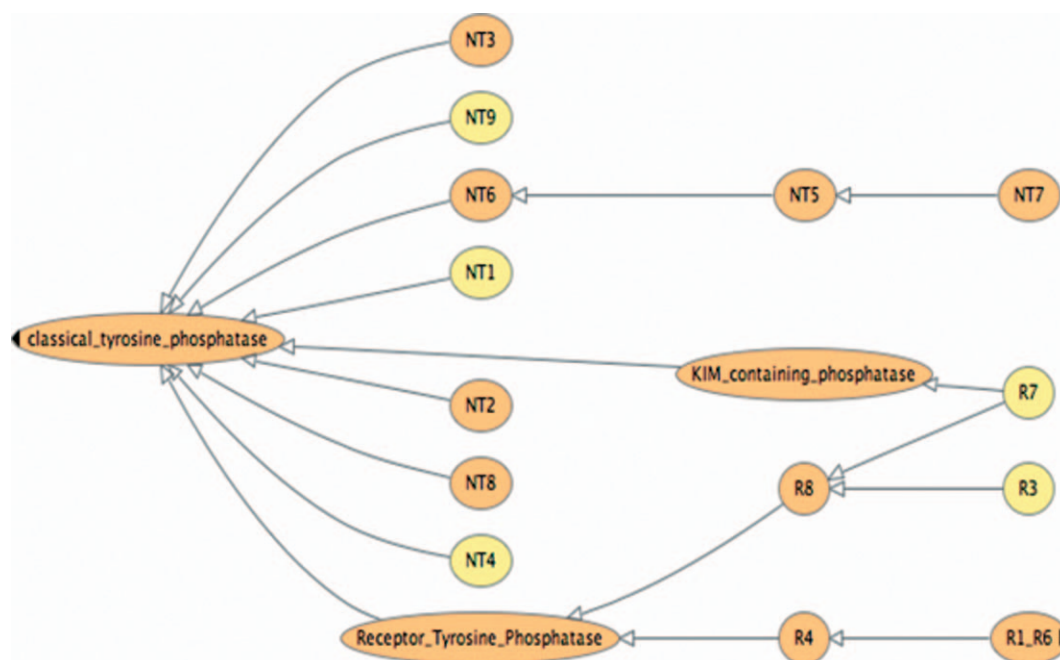 NT3
NT9
NT6
NT5
NT7
NT1
classical_tyrosine_phosphatase
KIM_containing_phosphatase
R7
NT2
NT8
R8
R3
NT4
Receptor_Tyrosine_Phosphatase
R4
R1_R6